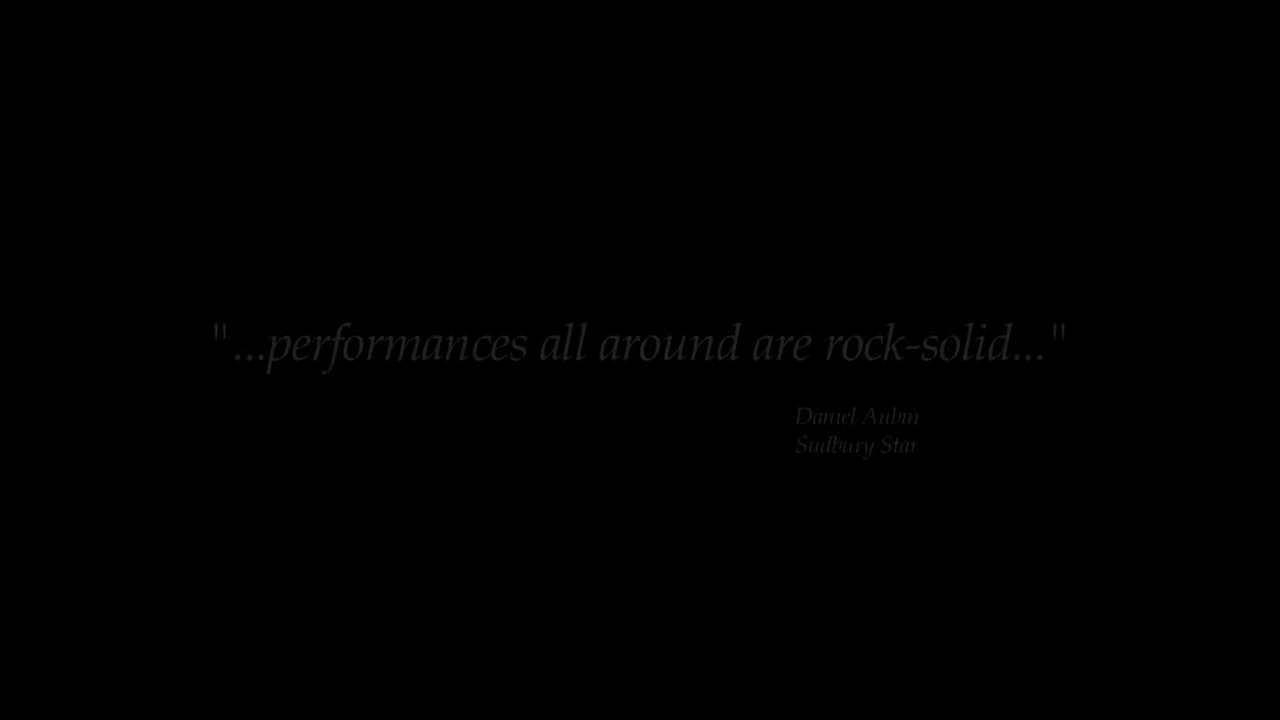 "...performances all around are rock-solid..."
Daniel Aubin
Sudbury Star